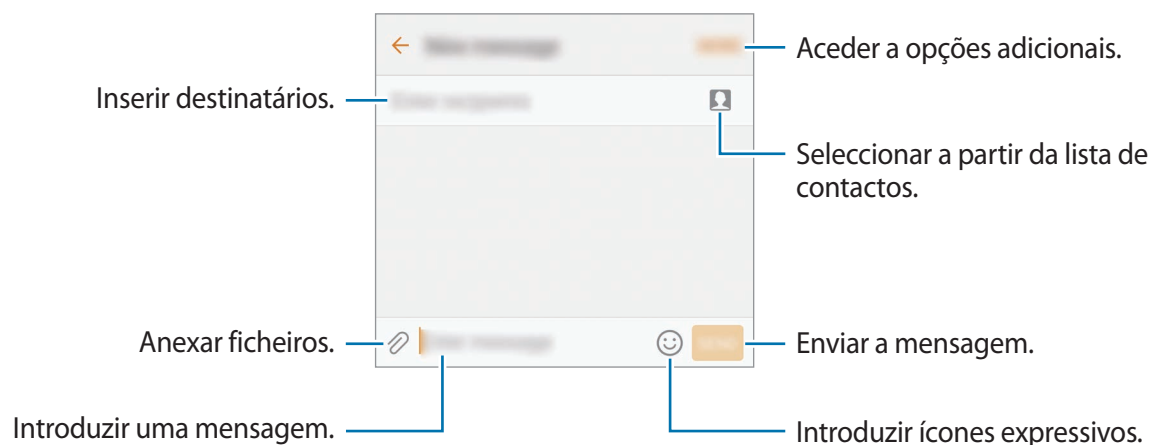 Aceder a opções adicionais.
Inserir destinatários.
Seleccionar a partir da lista de
contactos.
Anexar ficheiros.
Enviar a mensagem.
Introduzir uma mensagem.
Introduzir ícones expressivos.